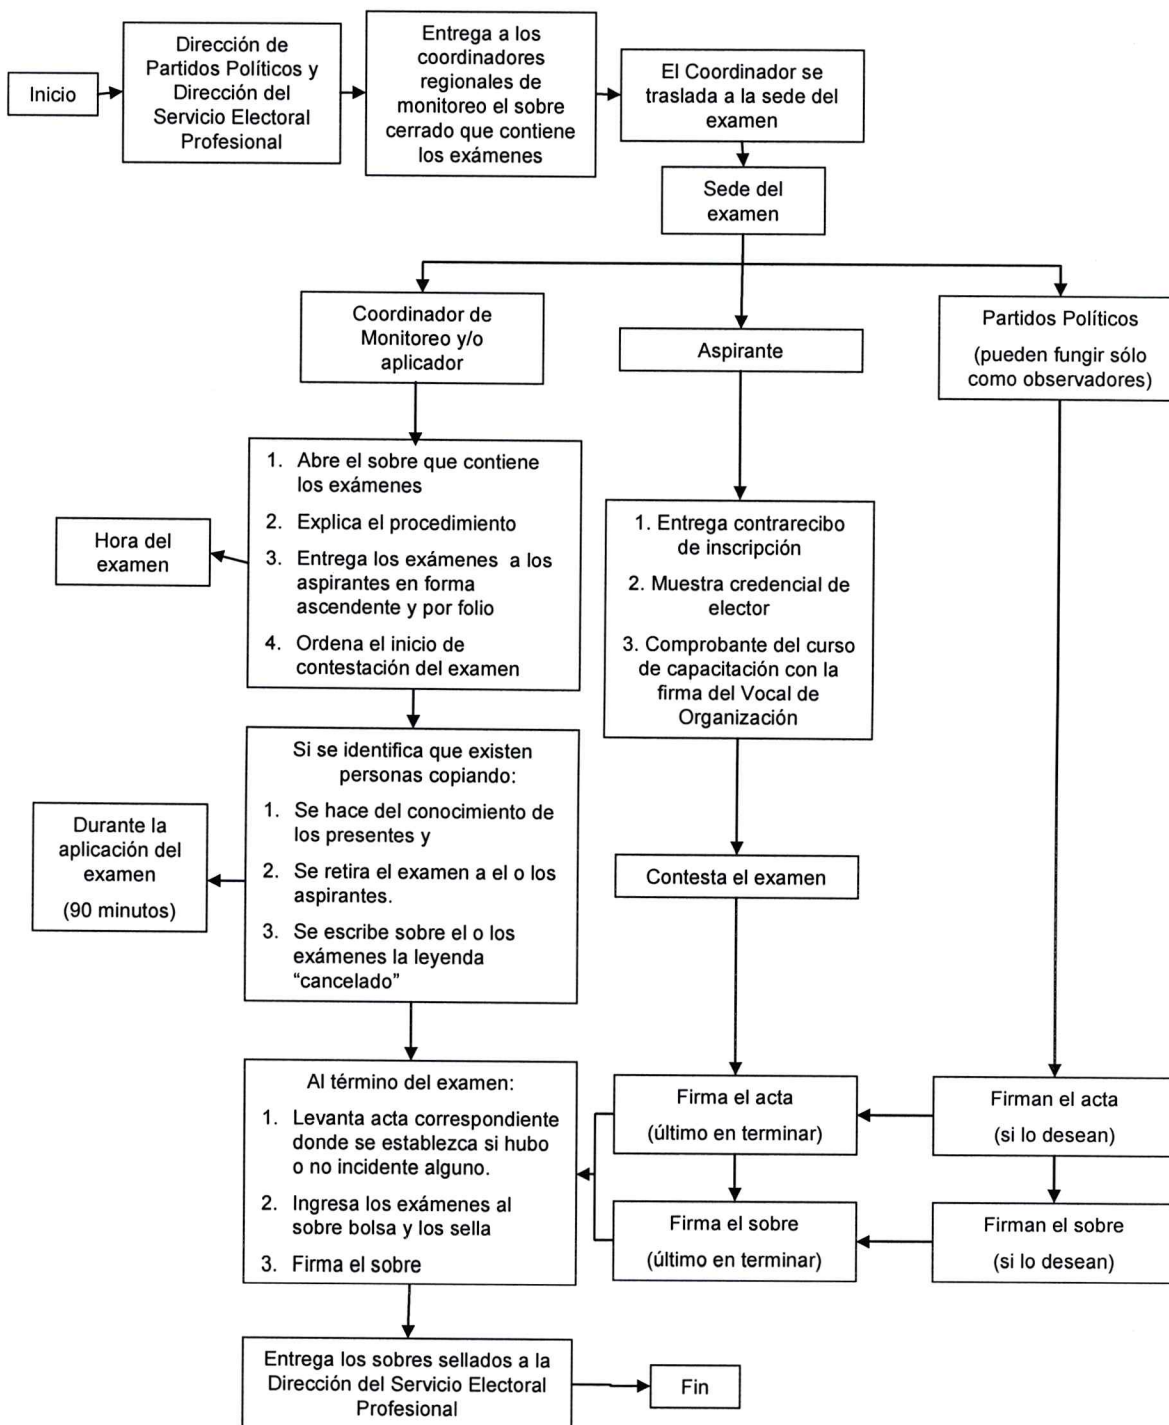 Inicio
Dirección de
Partidos Políticos y
Dirección del
Servicio Electoral
Profesional
Entrega a los
coordinadores
regionales de
monitoreo el sobre
cerrado que contiene
los exámenes
El Coordinador se
traslada a la sede del
examen
Sede del
examen
Coordinador de
Monitoreo y/o
aplicador
Aspirante
Partidos Políticos
(pueden fungir sólo
como observadores)
1. Abre el sobre que contiene
los exámenes
2. Explica el procedimiento
3. Entrega los exámenes a los
aspirantes en forma
ascendente y por folio
4. Ordena el inicio de
contestación del examen
Hora del
examen
1. Entrega contrarecibo
de inscripción
2. Muestra credencial de
elector
3. Comprobante del curso
de capacitación con la
firma del Vocal de
Organización
Si se identifica que existen
personas copiando:
1. Se hace del conocimiento de
los presentes y
2. Se retira el examen a el o los
aspirantes.
3. Se escribe sobre el o los
exámenes la leyenda
“cancelado”
Durante la
aplicación del
examen
(90 minutos)
Contesta el examen
Al término del examen:
1. Levanta acta correspondiente
donde se establezca si hubo
o no incidente alguno.
2. Ingresa los exámenes al
sobre bolsa y los sella
3. Firma el sobre
Firma el acta
(último en terminar)
Firman el acta
(si lo desean)
Firma el sobre
(último en terminar)
Firman el sobre
(si lo desean)
Entrega los sobres sellados a la
Dirección del Servicio Electoral
Profesional
Fin